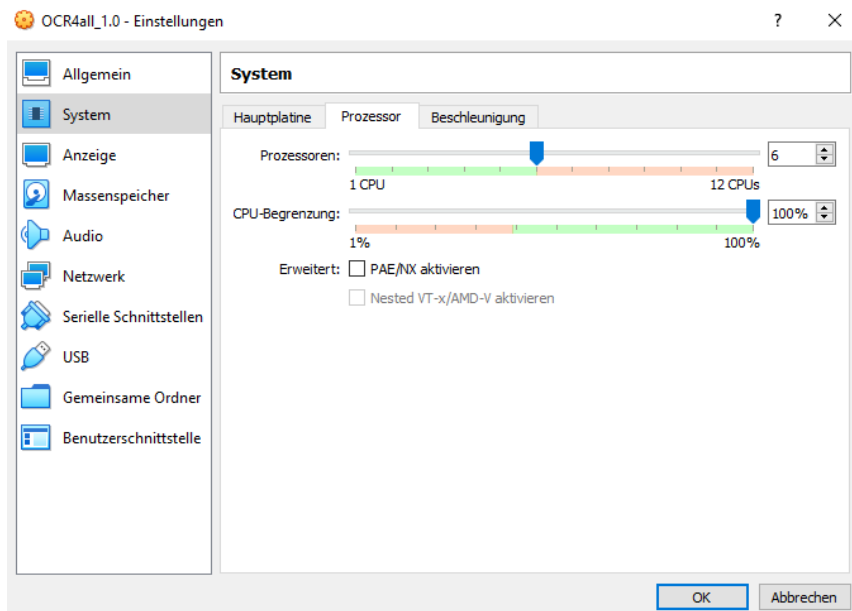 OCR4all_1.0 - Einstellungen ?
Allgemein
System
Anzeige
Massenspeicher
Audio
Netzwerk
Serielle Schnittstellen
USB
Gemeinsame Ordner
Benutzerschnittstelle
System
Hauptplatine Prozessor Beschleunigung
Prozessoren: 6
1 CPU 12 CPUs
CPU-Begrenzung: 100%
1% 100%
Erweitert: PAE/NX aktivieren
Nested VT-x/AMD-V aktivieren
OK Abbrechen